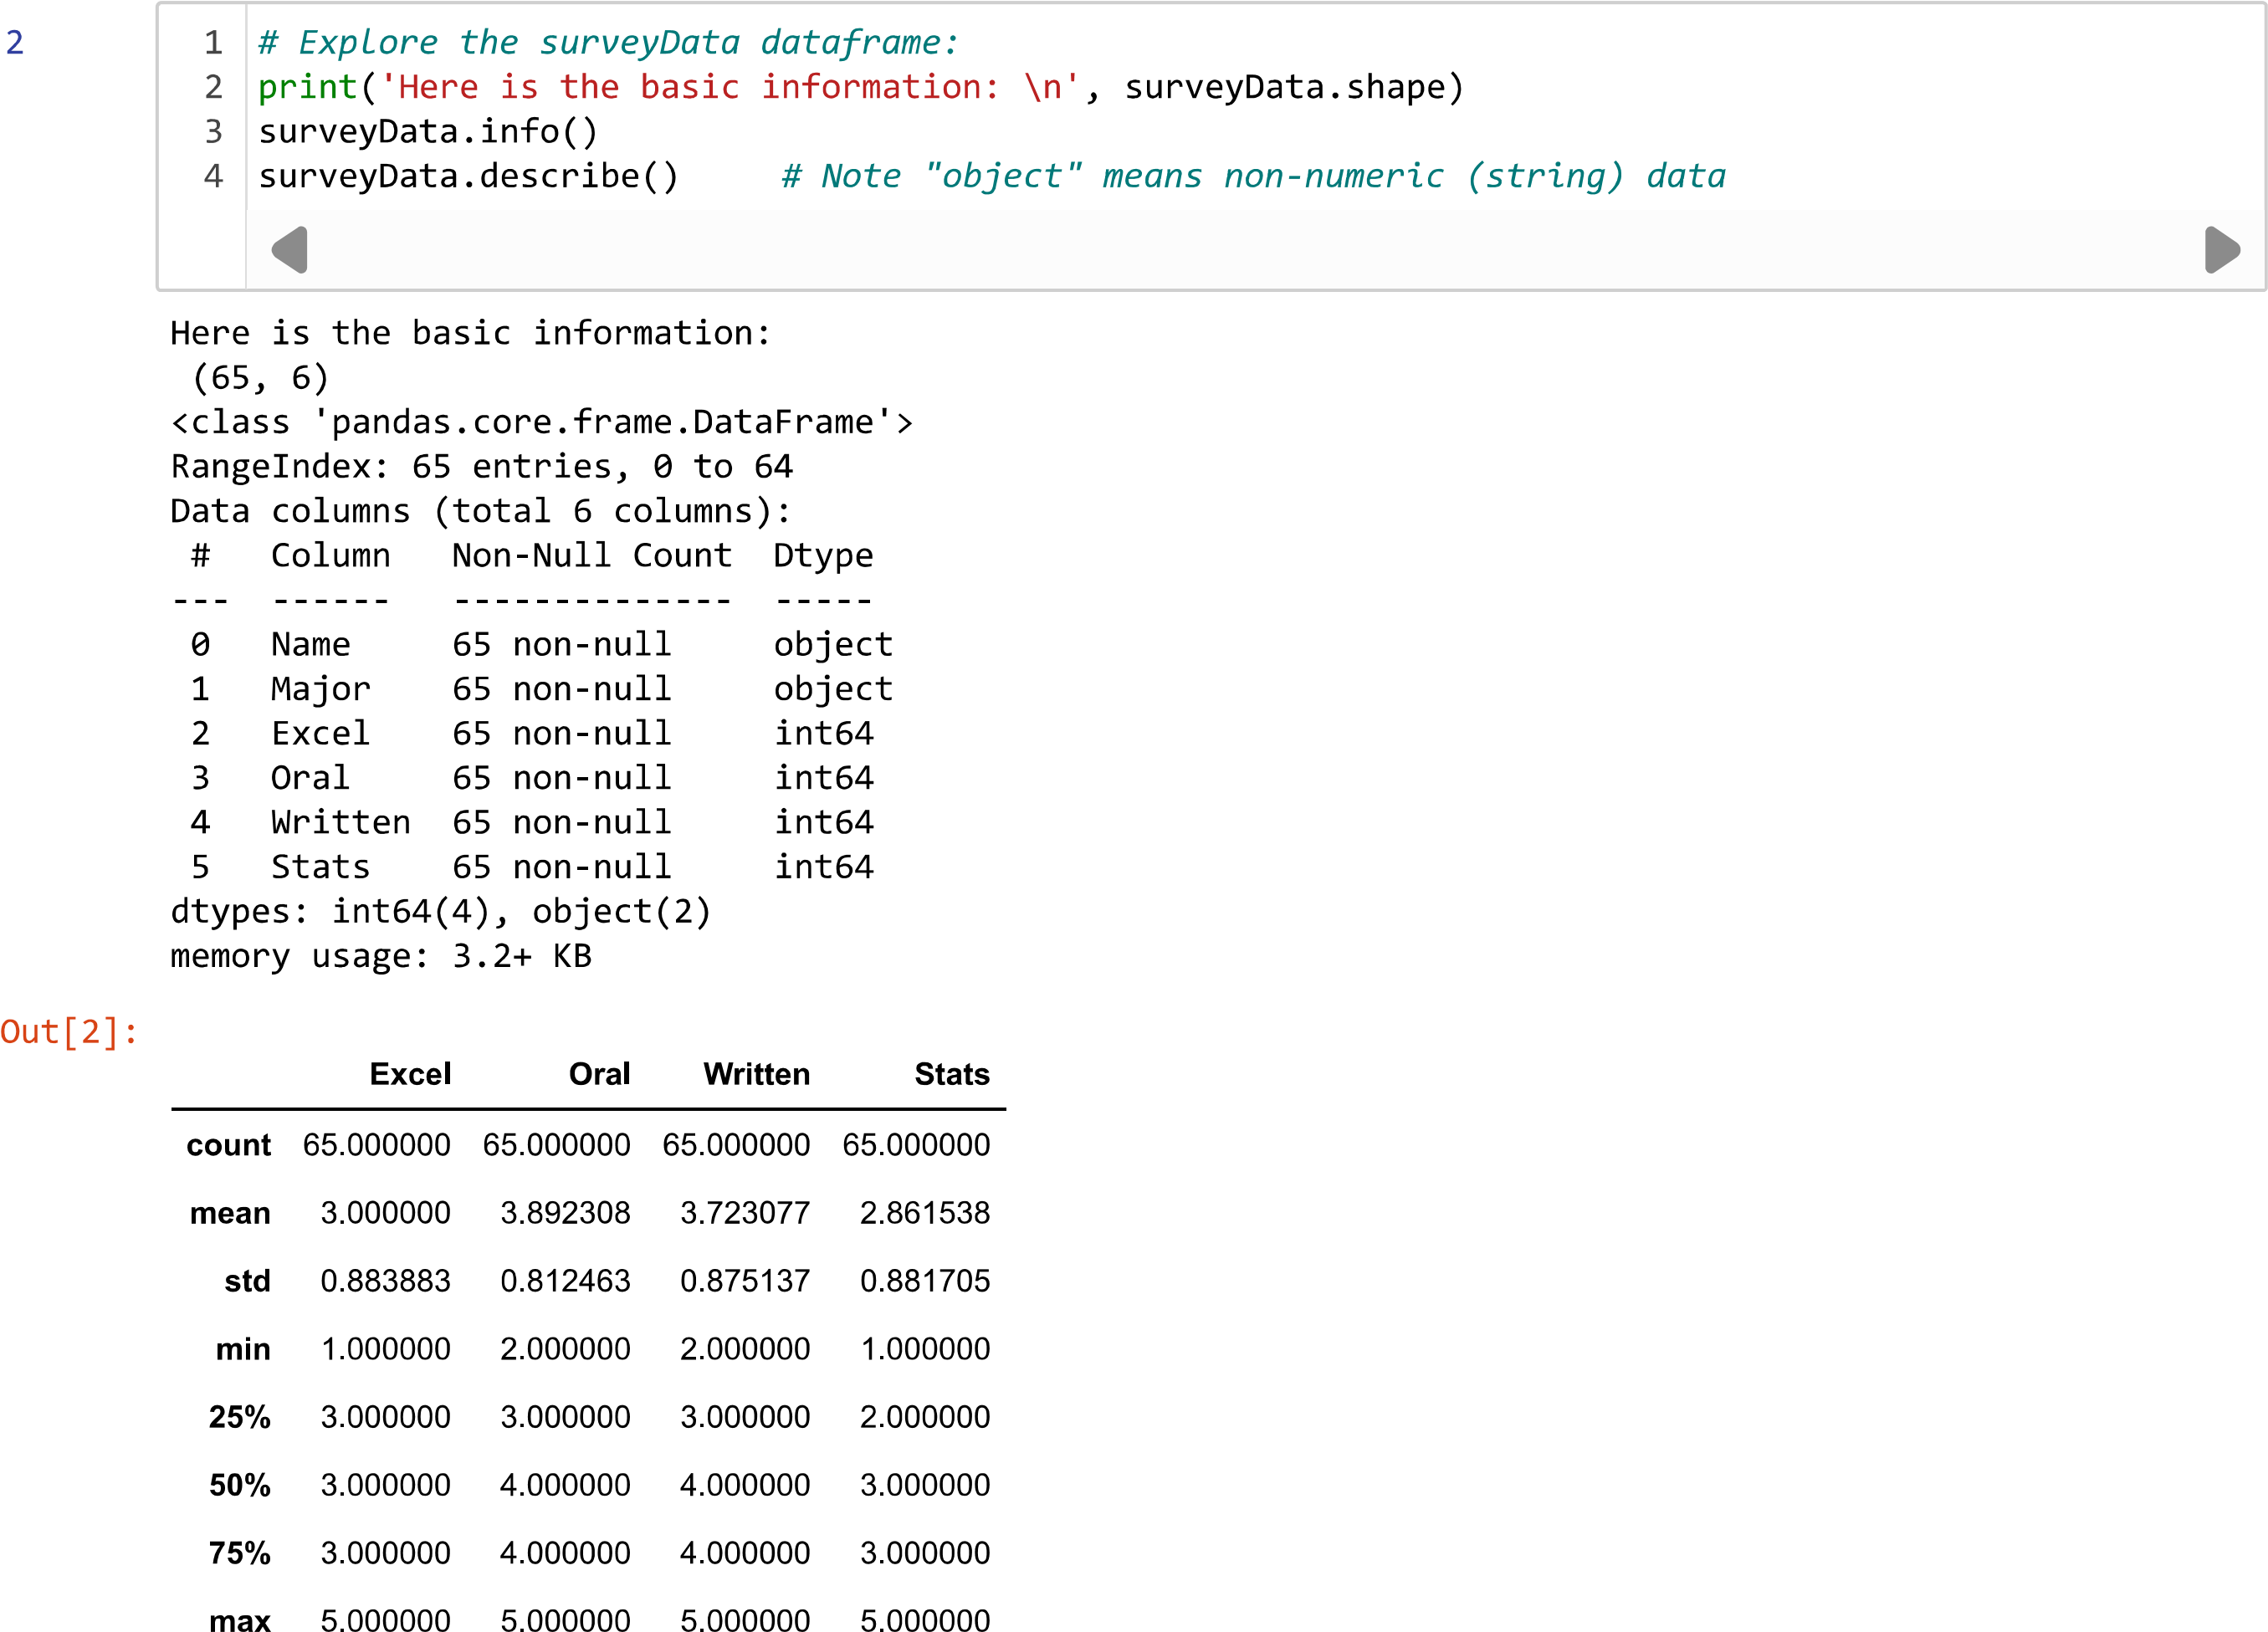 2
1 # Explore the surveyData dataframe:
2 print('Here is the basic information: \n', surveyData.shape)
3 surveyData.info()
4 surveyData.describe()     # Note "object" means non-numeric (string) data
Here is the basic information:
 (65, 6)
<class 'pandas.core.frame.DataFrame'>
RangeIndex: 65 entries, 0 to 64
Data columns (total 6 columns):
 #   Column   Non-Null Count  Dtype
---  ------   --------------  -----
 0   Name     65 non-null     object
 1   Major    65 non-null     object
 2   Excel    65 non-null     int64
 3   Oral     65 non-null     int64
 4   Written  65 non-null     int64
 5   Stats    65 non-null     int64
dtypes: int64(4), object(2)
memory usage: 3.2+ KB
Out[2]:
Excel Oral Written Stats
count 65.000000 65.000000 65.000000 65.000000
mean 3.000000 3.892308 3.723077 2.861538
std 0.883883 0.812463 0.875137 0.881705
min 1.000000 2.000000 2.000000 1.000000
25% 3.000000 3.000000 3.000000 2.000000
50% 3.000000 4.000000 4.000000 3.000000
75% 3.000000 4.000000 4.000000 3.000000
max 5.000000 5.000000 5.000000 5.000000